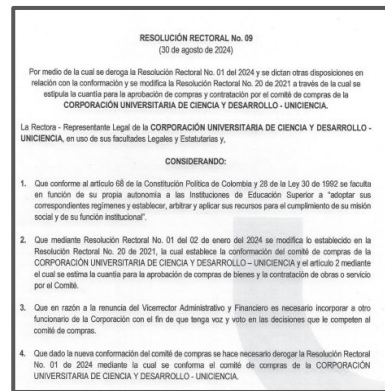 RESOLUCIÓN RECTORAL No. 09
(30 de agosto de 2024)
Por medio de la cual se deroga la Resolución Rectoral No. 01 del 2024 y se dictan otras disposiciones en
relación con la conformación y se modifica la Resolución Rectoral No. 20 de 2021 a través de la cual se
estipula la cuantía para la aprobación de compras y contratación por el comité de compras de la
CORPORACIÓN UNIVERSITARIA DE CIENCIA Y DESARROLLO - UNICIENCIA.
La Rectora - Representante Legal de la CORPORACIÓN UNIVERSITARIA DE CIENCIA Y DESARROLLO -
UNICIENCIA, en uso de sus facultades Legales y Estatutarias y,
CONSIDERANDO:
1. Que conforme al artículo 68 de la Constitución Política de Colombia y 28 de la Ley 30 de 1992 se faculta
en función de su propia autonomía a las Instituciones de Educación Superior a “adoptar sus
correspondientes regímenes y establecer, arbitrar y aplicar sus recursos para el cumplimiento de su misión
social y de su función institucional”.
2. Que mediante Resolución Rectoral No. 01 del 02 de enero del 2024 se modifica lo establecido en la
Resolución Rectoral No. 20 de 2021, la cual establece la conformación del comité de compras de la
CORPORACIÓN UNIVERSITARIA DE CIENCIA Y DESARROLLO – UNICIENCIA y el artículo 2 mediante
el cual se estima la cuantía para la aprobación de compras de bienes y la contratación de obras o servicio
por el Comité.
3. Que en razón a la renuncia del Vicerrector Administrativo y Financiero es necesario incorporar a otro
funcionario de la Corporación con el fin de que tenga voz y voto en las decisiones que le competen al
comité de compras.
4. Que dado la nueva conformación del comité de compras se hace necesario derogar la Resolución Rectoral
No. 01 de 2024 mediante la cual se conforma el comité de compras de la CORPORACIÓN
UNIVERSITARIA DE CIENCIA Y DESARROLLO - UNICIENCIA.